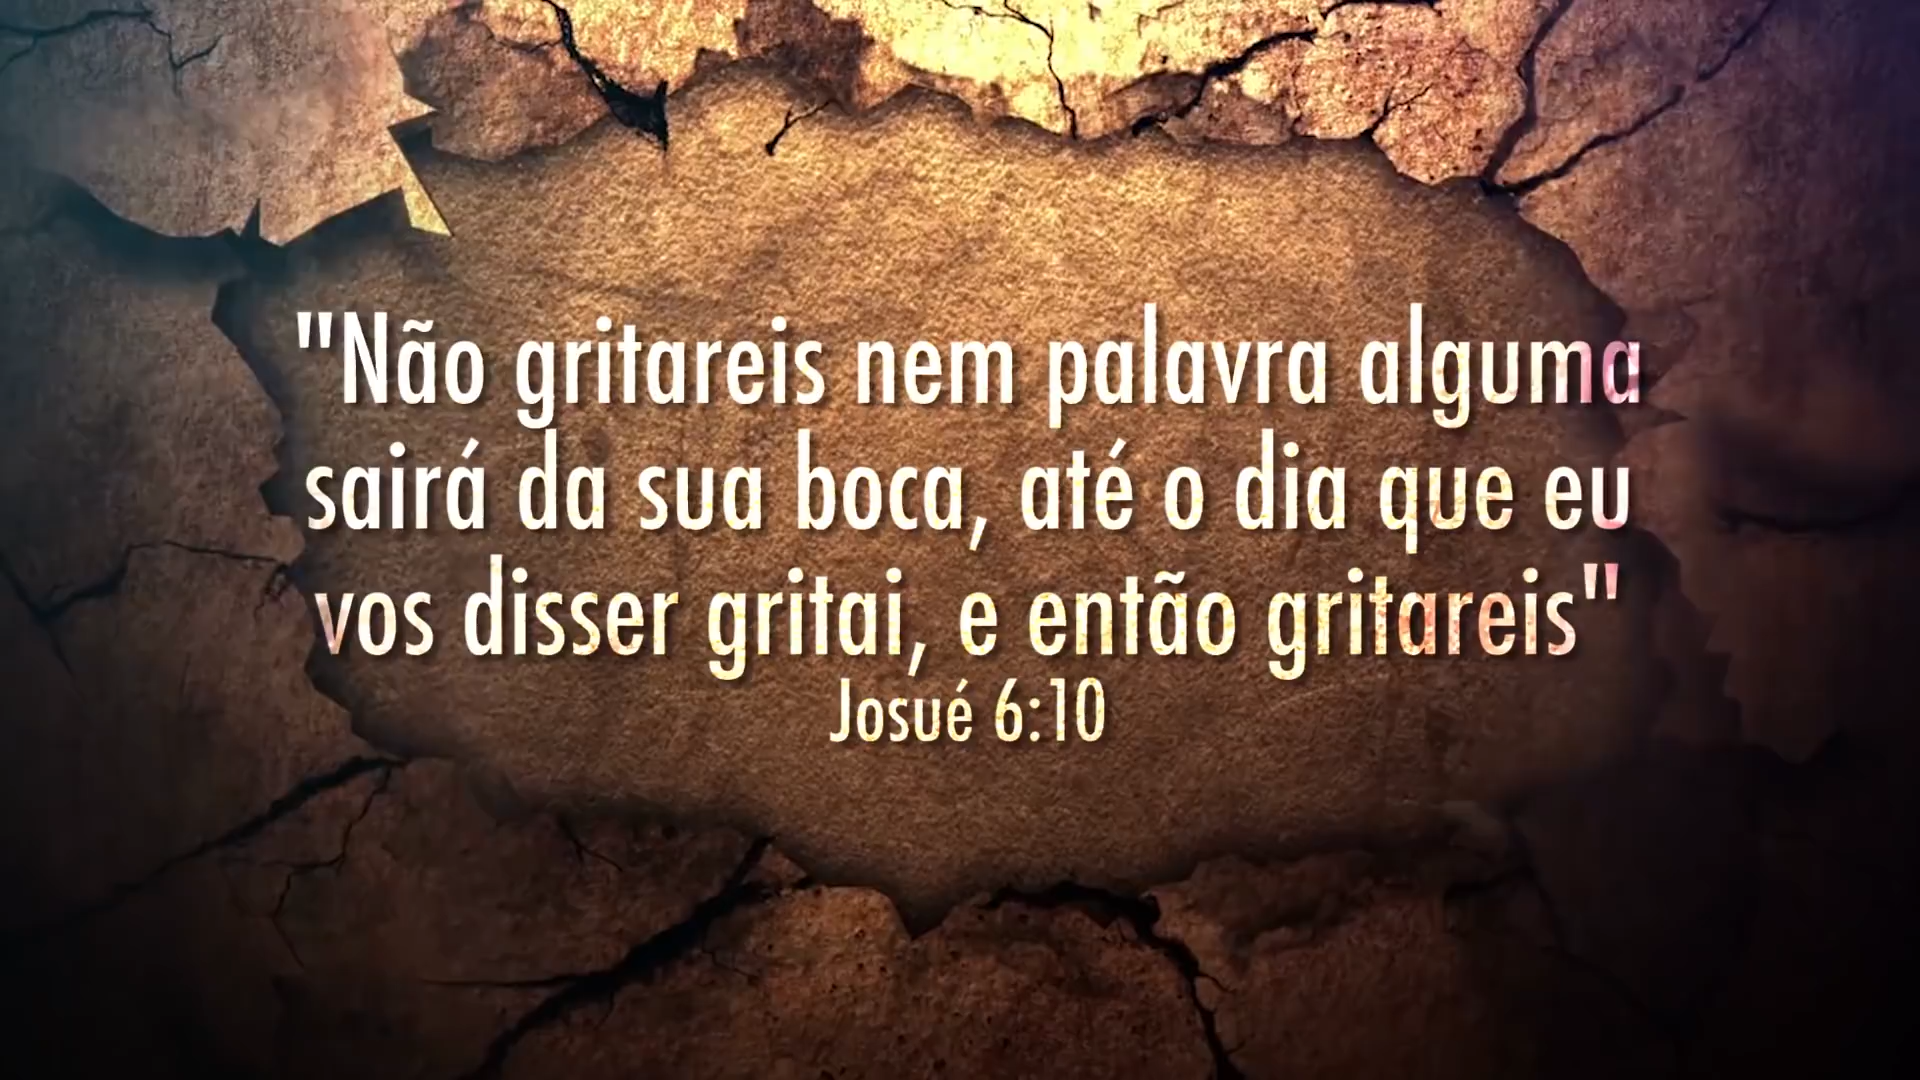 "Não gritareis nem palavra alguma
sairá da sua boca, até o dia que eu
vos disser gritai, e então gritareis"
Josué 6:10